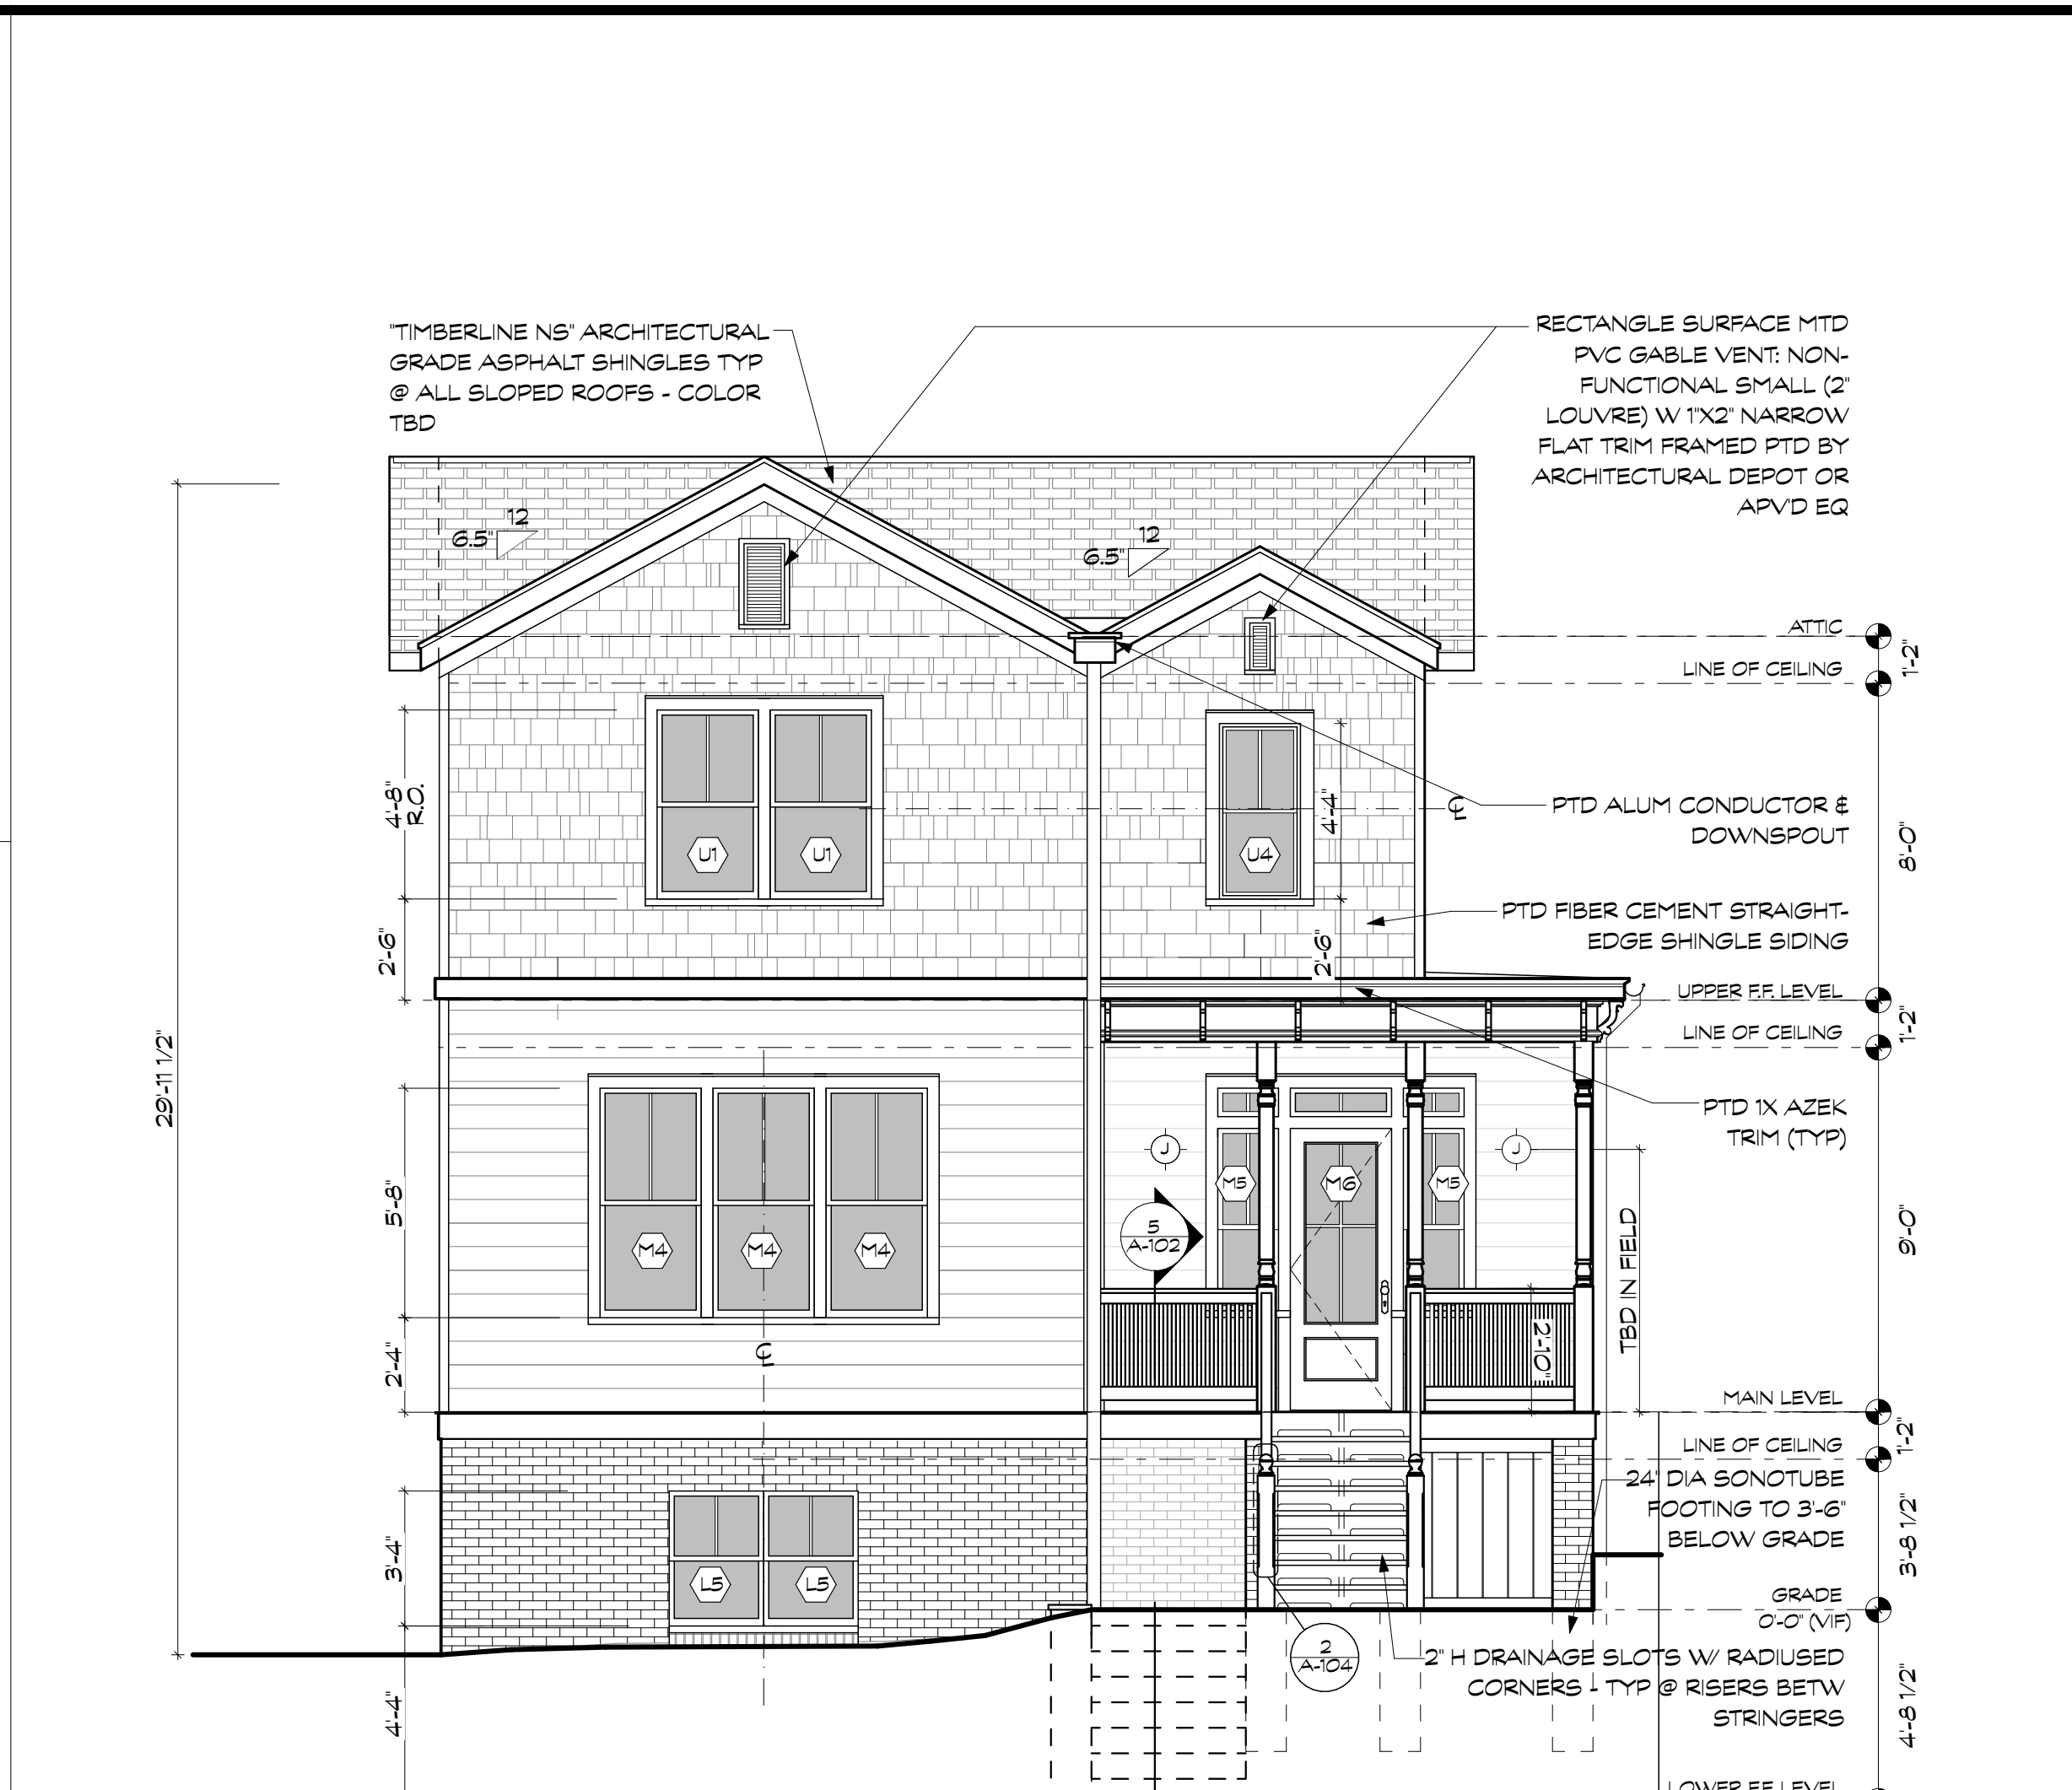 "TIMBERLINE NS" ARCHITECTURAL
GRADE ASPHALT SHINGLES TYP
@ ALL SLOPED ROOFS - COLOR
TBD
RECTANGLE SURFACE MTD
PVC GABLE VENT: NON-
FUNCTIONAL SMALL (2"
LOUVRE) W 1"X2" NARROW
FLAT TRIM FRAMED PTD BY
ARCHITECTURAL DEPOT OR
APV'D EQ
12
6.5"
12
6.5"
ATTIC
1'-2"
LINE OF CEILING
4'-8"
R.O.
4'-4"
℄
PTD ALUM CONDUCTOR &
DOWNSPOUT
8'-0"
U1
U1
U4
PTD FIBER CEMENT STRAIGHT-
EDGE SHINGLE SIDING
2'-6"
2'-6"
UPPER F.F. LEVEL
1'-2"
LINE OF CEILING
29'-11 1/2"
PTD 1X AZEK
TRIM (TYP)
J
J
5'-8"
M5
M6
M5
5
A-102
M4
M4
M4
TBD IN FIELD
9'-0"
℄
2'-4"
2'-10"
MAIN LEVEL
1'-2"
LINE OF CEILING
24" DIA SONOTUBE
FOOTING TO 3'-6"
BELOW GRADE
3'-4"
3'-8 1/2"
L5
L5
GRADE
0'-0" (VIF)
2
A-104
2" H DRAINAGE SLOTS W/ RADIUSED
CORNERS - TYP @ RISERS BETW
STRINGERS
4'-4"
4'-8 1/2"
LOWER F.F. LEVEL